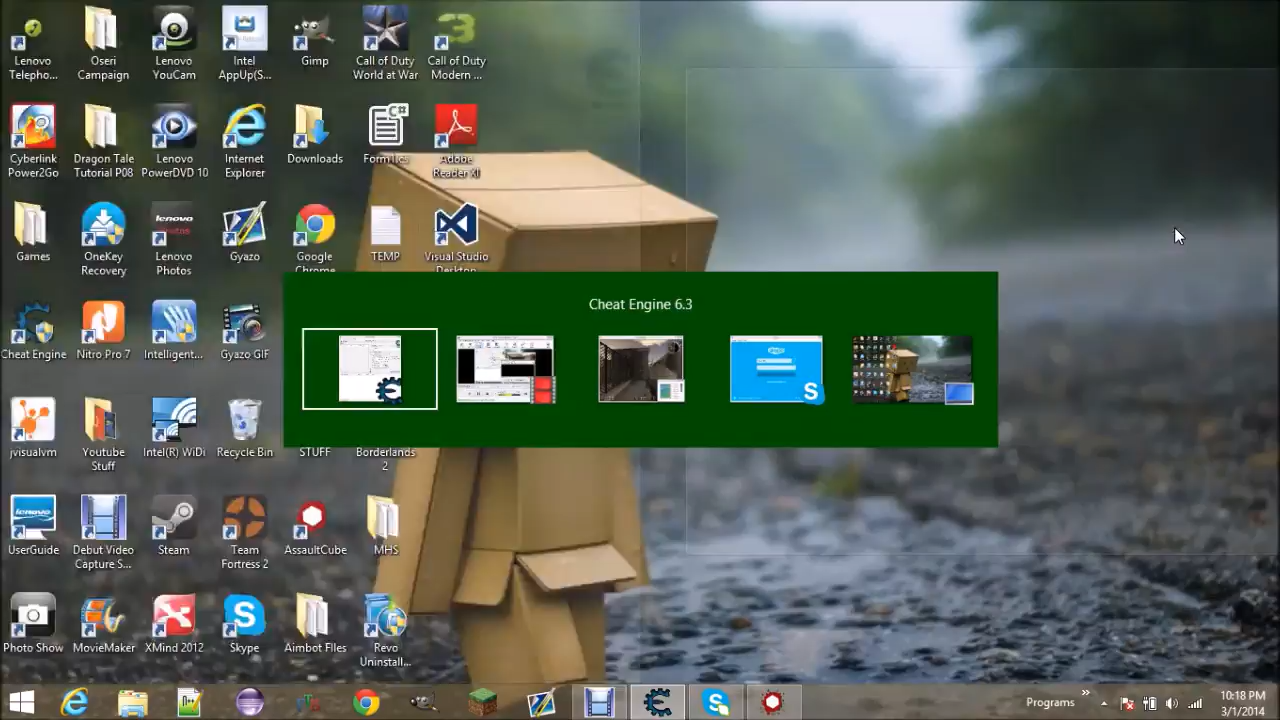 Lenovo
Telepho...
Oseri
Campaign
Lenovo
YouCam
Intel
AppUp(S...
Gimp
Call of Duty
World at War
Call of Duty
Modern ...
Cyberlink
Power2Go
Dragon Tale
Tutorial P08
Lenovo
PowerDVD 10
Internet
Explorer
Downloads
Form1.cs
Adobe
Reader XI
Games
OneKey
Recovery
Lenovo
Photos
Gyazo
Google
Chrome
TEMP
Visual Studio
Desktop
Cheat Engine 6.3
Cheat Engine
Nitro Pro 7
Intelligent...
Gyazo GIF
jvisualvm
Youtube
Stuff
Intel(R) WiDi
Recycle Bin
STUFF
Borderlands
2
UserGuide
Debut Video
Capture S...
Steam
Team
Fortress 2
AssaultCube
MHS
Photo Show
MovieMaker
XMind 2012
Skype
Aimbot FIles
Revo
Uninstall...
Programs
10:18 PM
3/1/2014